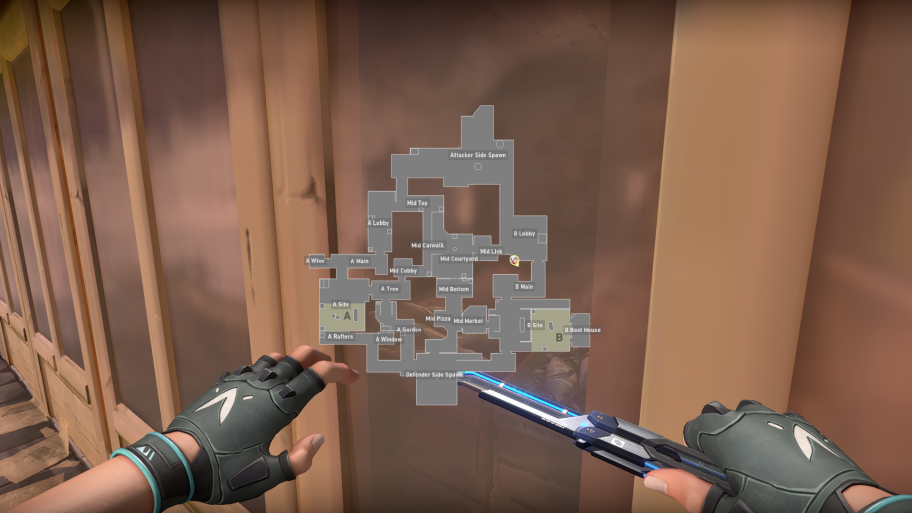 Attacker Side Spawn
Mid Top
A Lobby
B Lobby
Mid Catwalk
Mid Link
A Wine
A Main
Mid Courtyard
Mid Cubby
A Tree
Mid Bottom
B Main
A Site
A
Mid Pizza
Mid Market
B Site
A Garden
B Boat House
A Rafters
A Window
B
Defender Side Spawn